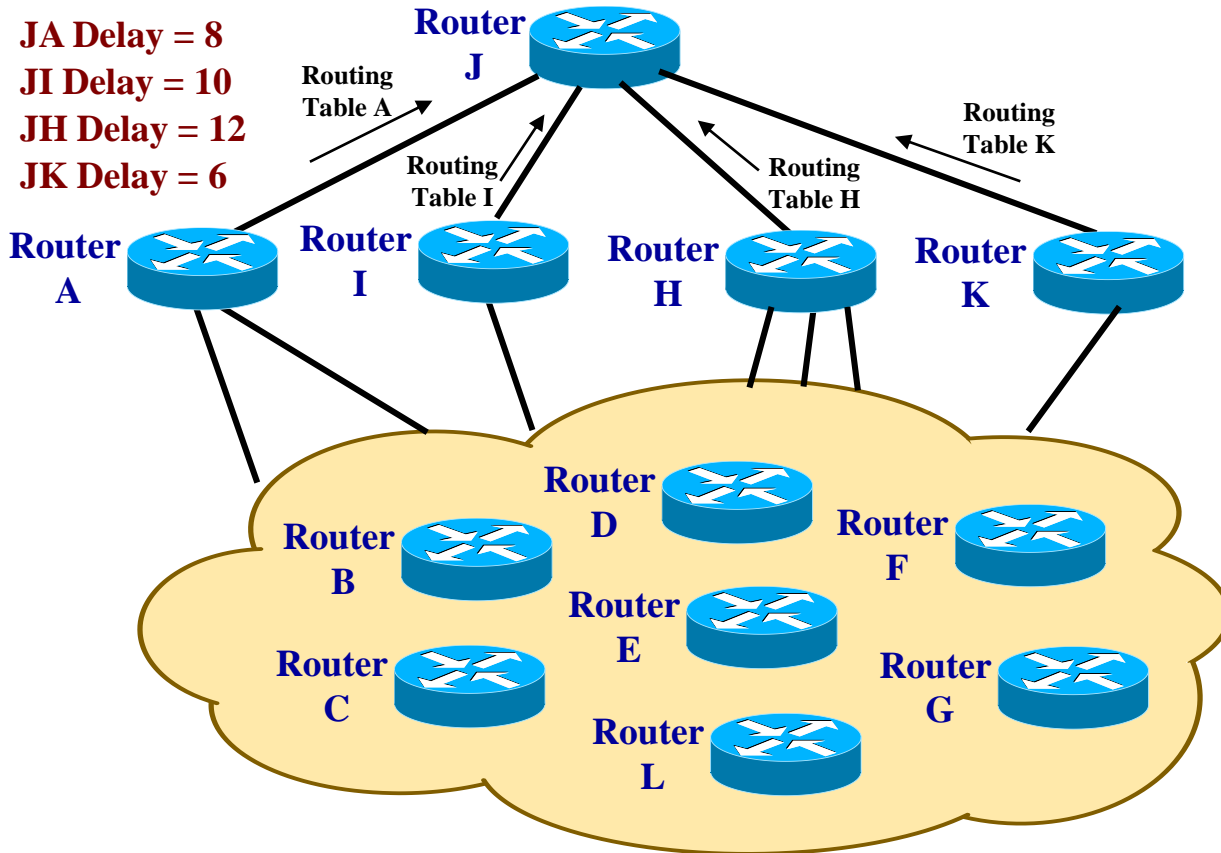 JA Delay = 8
JI Delay = 10
JH Delay = 12
JK Delay = 6
Router
J
Routing
Table A
Routing
Table I
Routing
Table H
Routing
Table K
Router
A
Router
I
Router
H
Router
K
Router
D
Router
B
Router
F
Router
E
Router
C
Router
G
Router
L